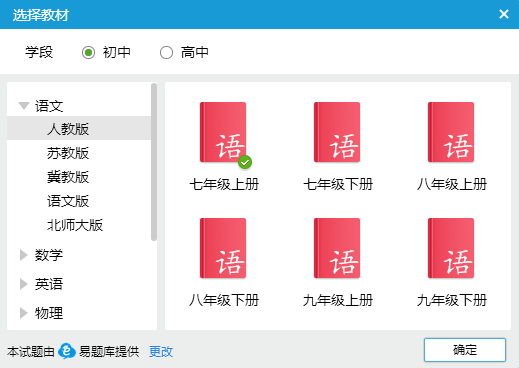 选择教材
学段 初中 高中
语文
人教版
苏教版
冀教版
语文版
北师大版
数学
英语
物理
语 语 语
七年级上册 七年级下册 八年级上册
语 语 语
八年级下册 九年级上册 九年级下册
本试题由 易题库提供 更改
确定